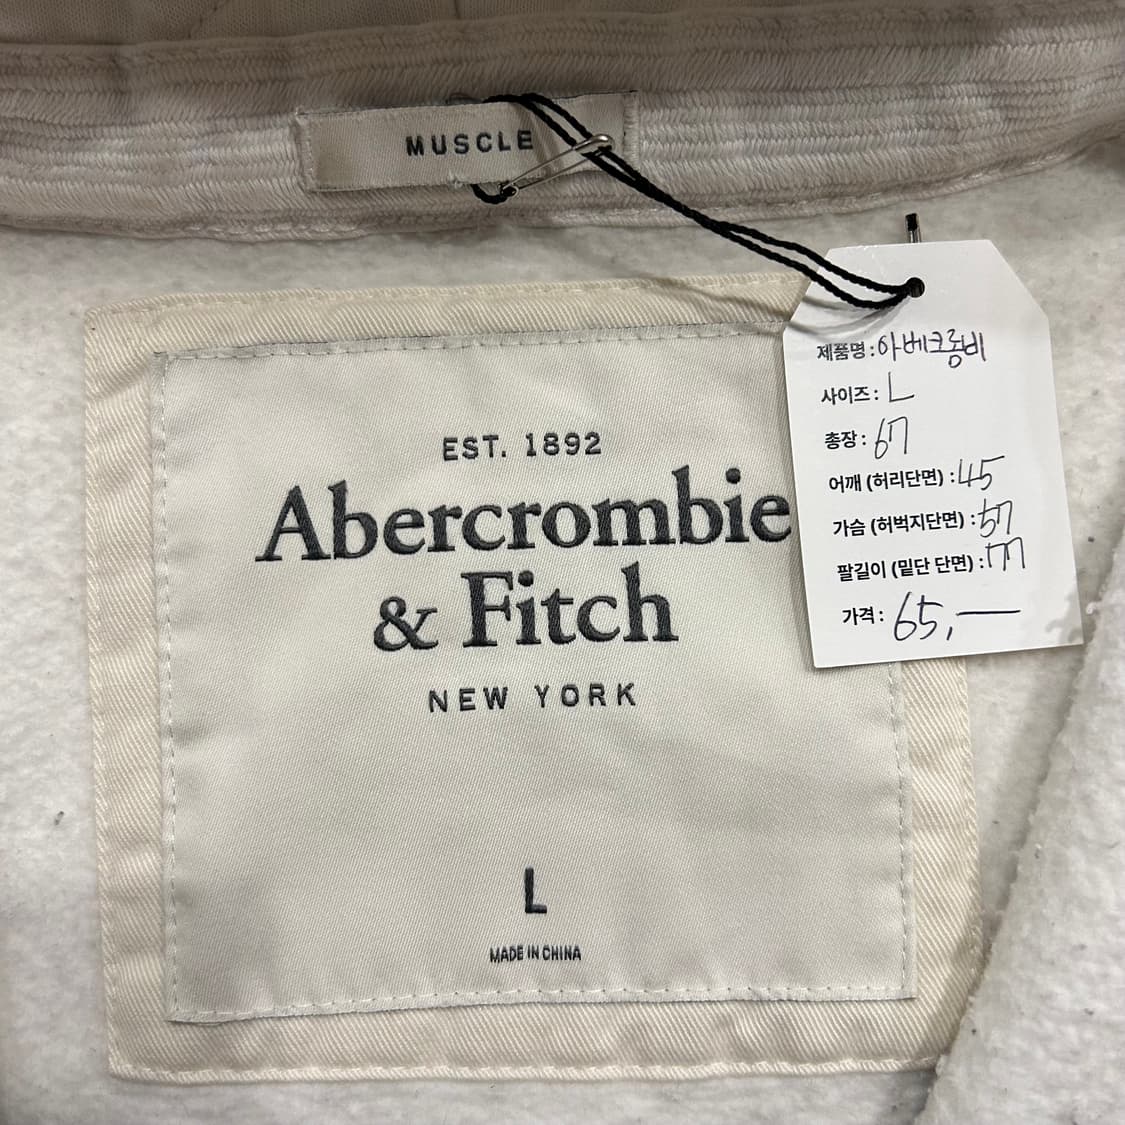 MUSCLE
EST. 1892
Abercrombie
& Fitch
NEW YORK
L
MADE IN CHINA
제품명 : 아베크롬비
사이즈 : L
총장 : 67
어깨 (허리단면) : 45
가슴 (허벅지단면) : 57
팔길이 (밑단 단면) :
가격 : 65,—